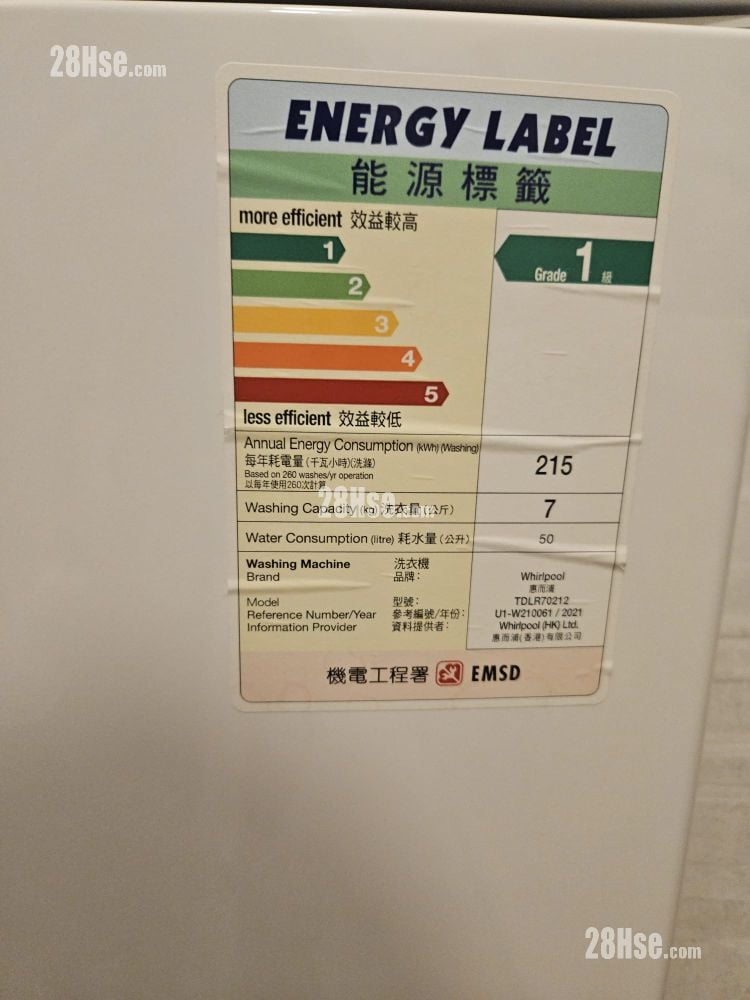 28Hse.com
ENERGY LABEL
能源標籤
more efficient 效益較高
1
2
3
4
5
Grade 1 級
less efficient 效益較低
Annual Energy Consumption (kWh) (Washing)
每年耗電量 (千瓦小時)(洗滌)
Based on 260 washes/yr operation
以每年使用260次計算
215
28Hse.com
Washing Capacity (kg) 洗衣量 (公斤) 7
Water Consumption (litre) 耗水量 (公升) 50
Washing Machine 洗衣機
Brand 品牌: Whirlpool
惠而浦
Model 型號: TDLR70212
Reference Number/Year 參考編號/年份: U1-W210061 / 2021
Information Provider 資料提供者: Whirlpool (HK) Ltd.
惠而浦(香港)有限公司
機電工程署 EMSD
28Hse.com